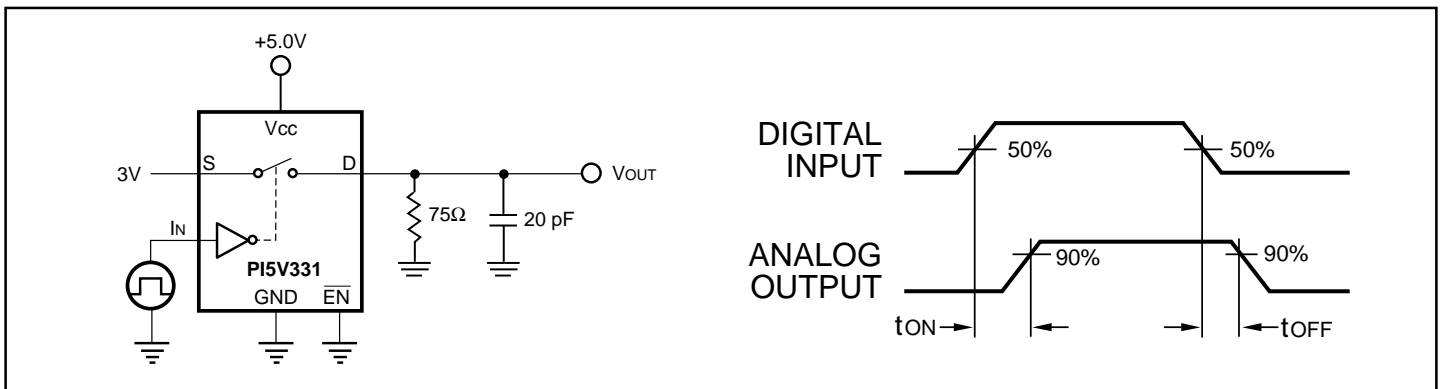 +5.0V
Vcc
3V
S
D
VOUT
75Ω
20 pF
IN
PI5V331
GND
EN
DIGITAL
INPUT
50%
50%
ANALOG
OUTPUT
90%
90%
tON
tOFF